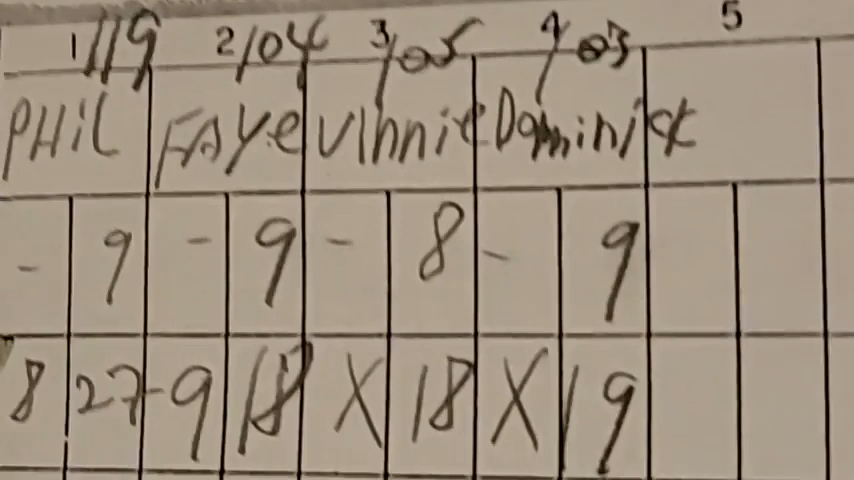 1 119 2 104 3 105 4 103 5
PHiL FAYe Vinnie Dominick
- 9 - 9 - 8 - 9
8 27 -9 18 X 18 X 19